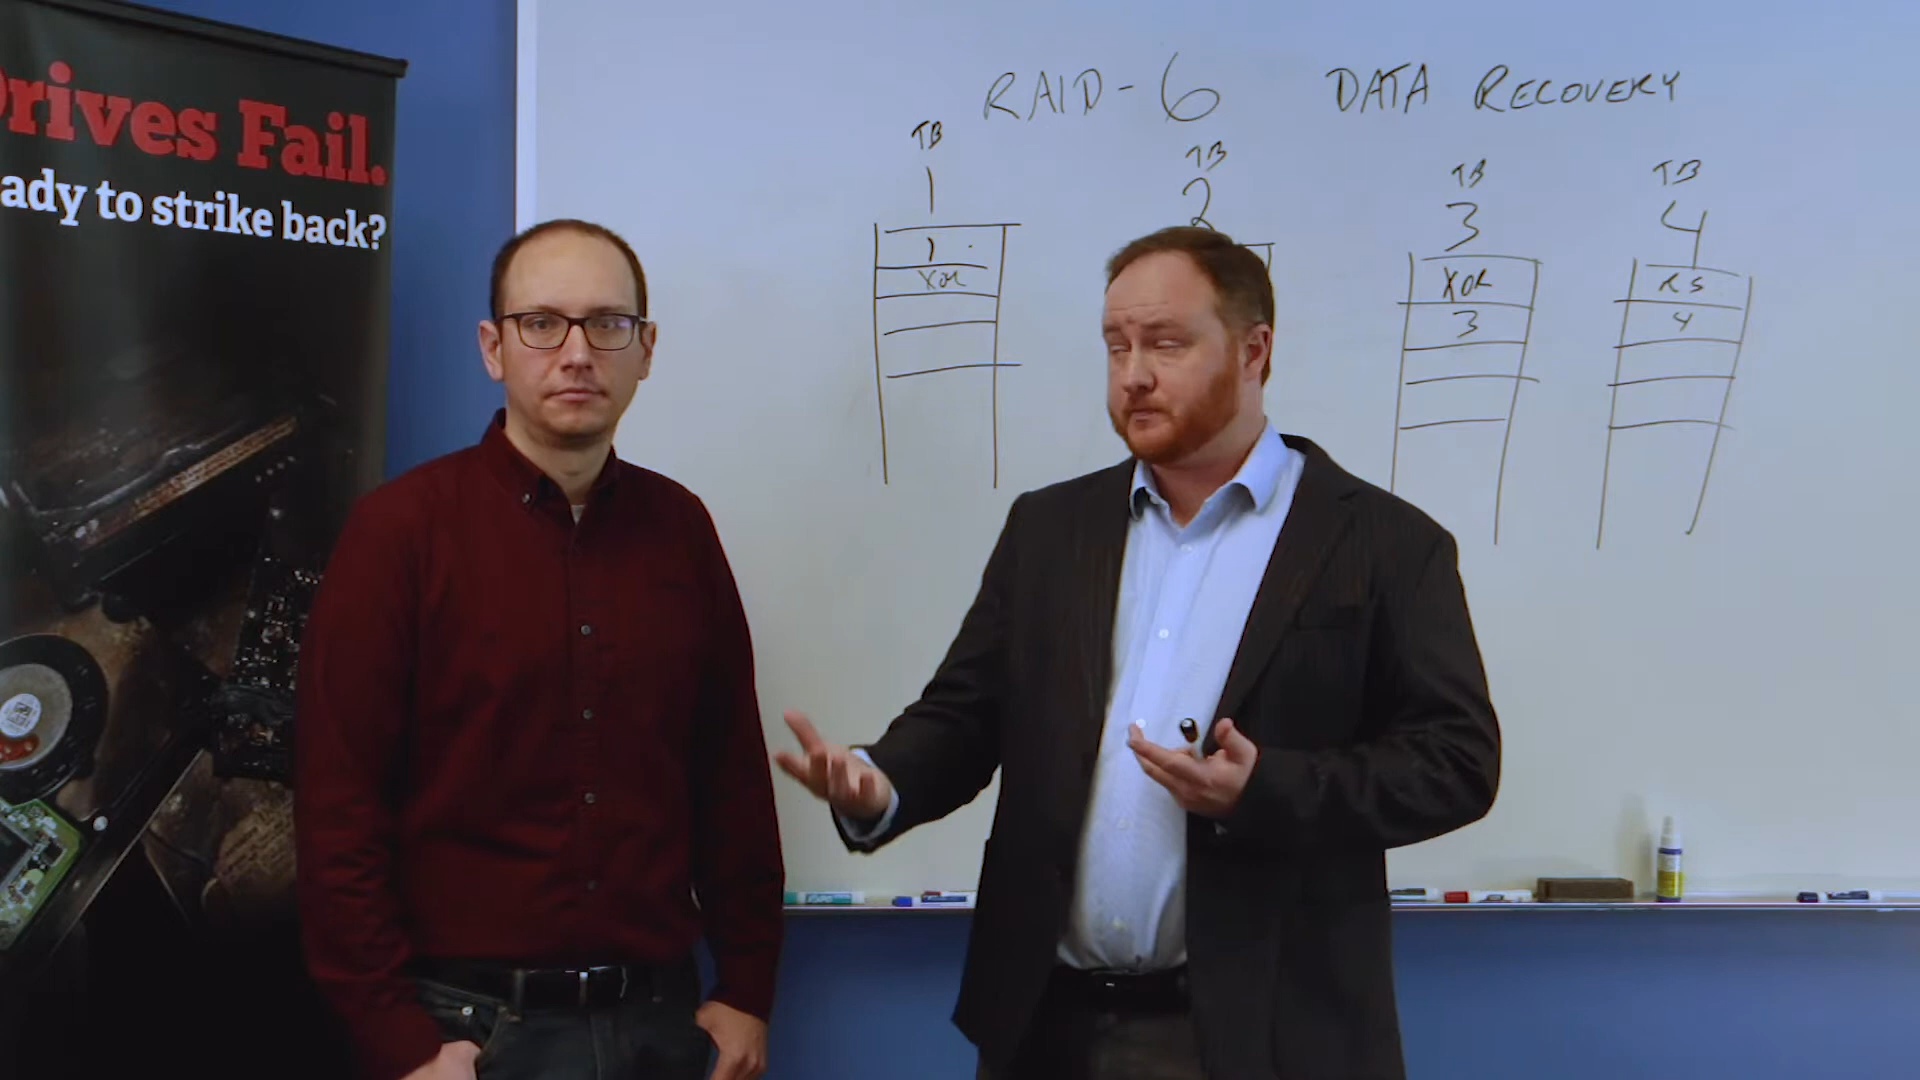 rives Fail.
ady to strike back?
RAID-6 DATA RECOVERY
TB TB TB TB
1 2 3 4
1 XOR RS
XOR 3 4